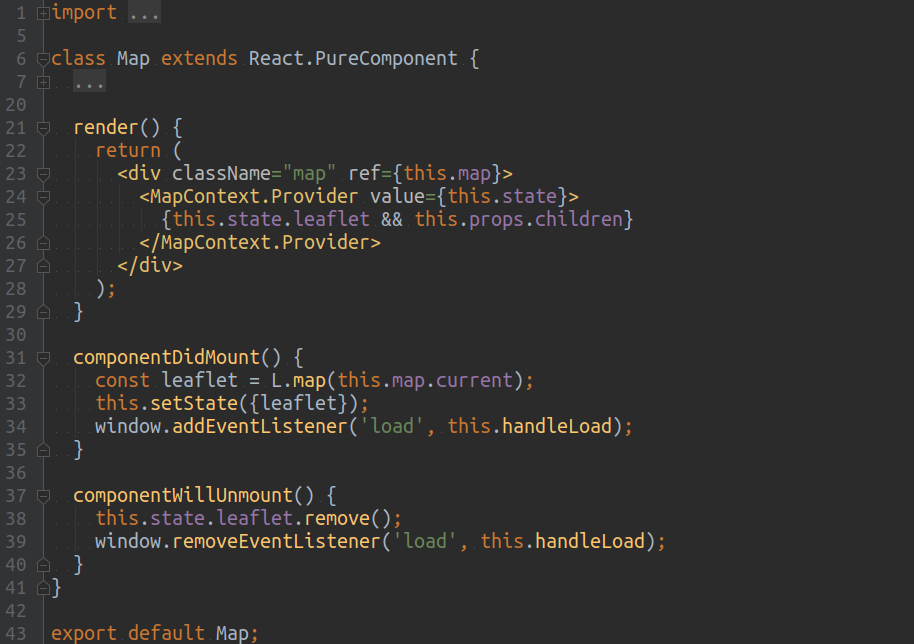 1 import ...
5
6 class Map extends React.PureComponent {
7 ...
20
21 render() {
22 return (
23 <div className="map" ref={this.map}>
24 <MapContext.Provider value={this.state}>
25 {this.state.leaflet && this.props.children}
26 </MapContext.Provider>
27 </div>
28 );
29 }
30
31 componentDidMount() {
32 const leaflet = L.map(this.map.current);
33 this.setState({leaflet});
34 window.addEventListener('load', this.handleLoad);
35 }
36
37 componentWillUnmount() {
38 this.state.leaflet.remove();
39 window.removeEventListener('load', this.handleLoad);
40 }
41 }
42
43 export default Map;